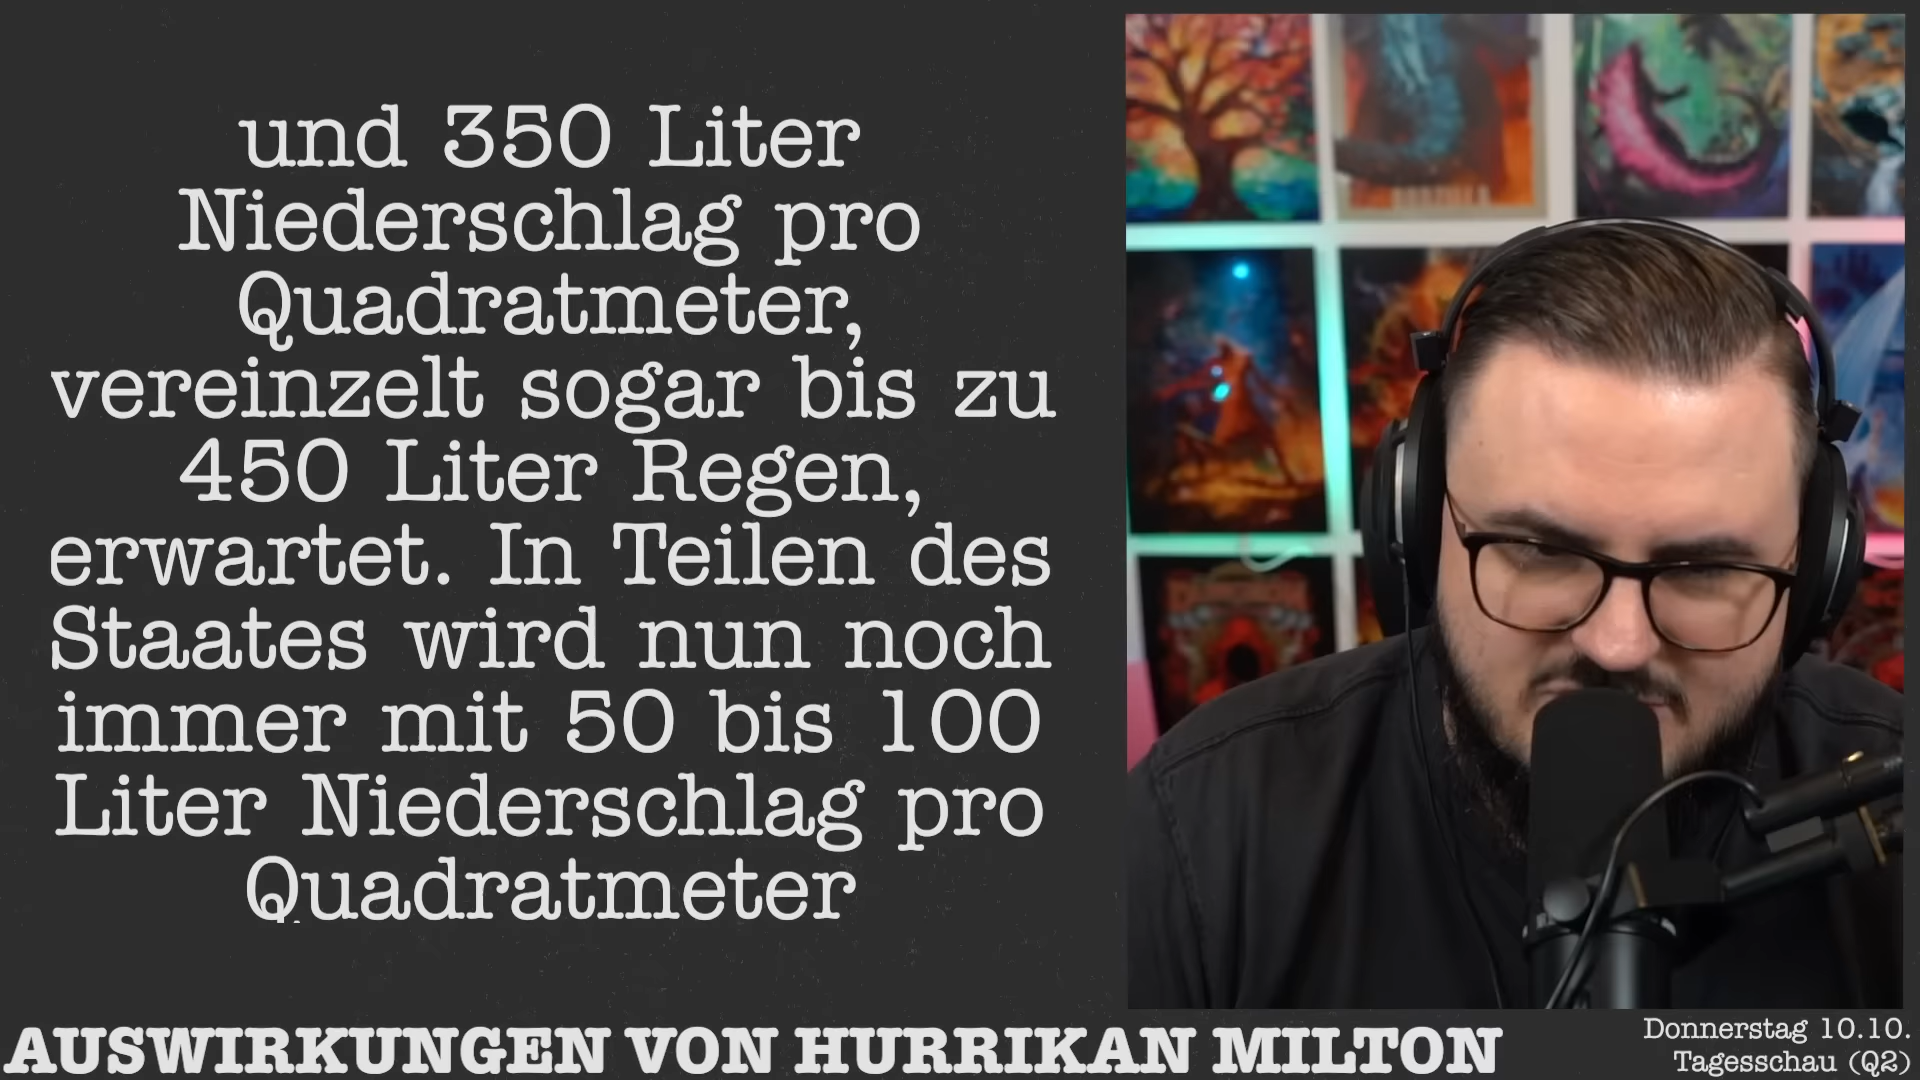 und 350 Liter
Niederschlag pro
Quadratmeter,
vereinzelt sogar bis zu
450 Liter Regen,
erwartet. In Teilen des
Staates wird nun noch
immer mit 50 bis 100
Liter Niederschlag pro
Quadratmeter
AUSWIRKUNGEN VON HURRIKAN MILTON
Donnerstag 10.10.
Tagesschau (Q2)